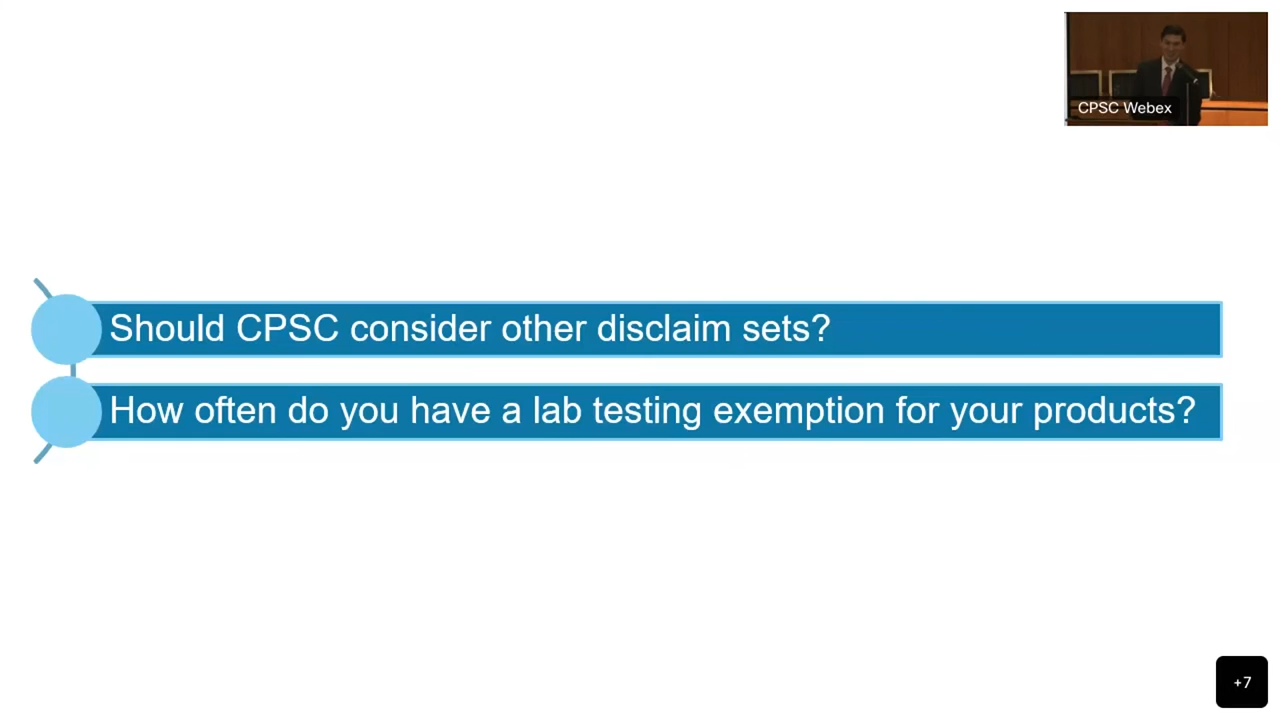 CPSC Webex
Should CPSC consider other disclaim sets?
How often do you have a lab testing exemption for your products?
+7